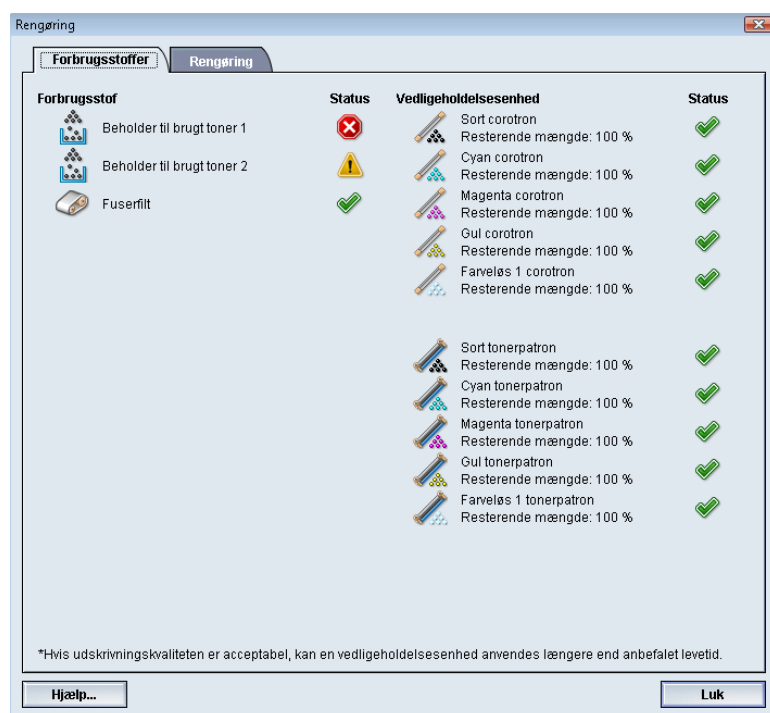 Rengøring
Forbrugsstoffer
Rengøring
Forbrugsstof Status
Beholder til brugt toner 1
Beholder til brugt toner 2
Fuserfilt
Vedligeholdelsesenhed Status
Sort corotron
Resterende mængde: 100 %
Cyan corotron
Resterende mængde: 100 %
Magenta corotron
Resterende mængde: 100 %
Gul corotron
Resterende mængde: 100 %
Farveløs 1 corotron
Resterende mængde: 100 %
Sort tonerpatron
Resterende mængde: 100 %
Cyan tonerpatron
Resterende mængde: 100 %
Magenta tonerpatron
Resterende mængde: 100 %
Gul tonerpatron
Resterende mængde: 100 %
Farveløs 1 tonerpatron
Resterende mængde: 100 %
*Hvis udskrivningskvaliteten er acceptabel, kan en vedligeholdelsesenhed anvendes længere end anbefalet levetid.
Hjælp...
Luk